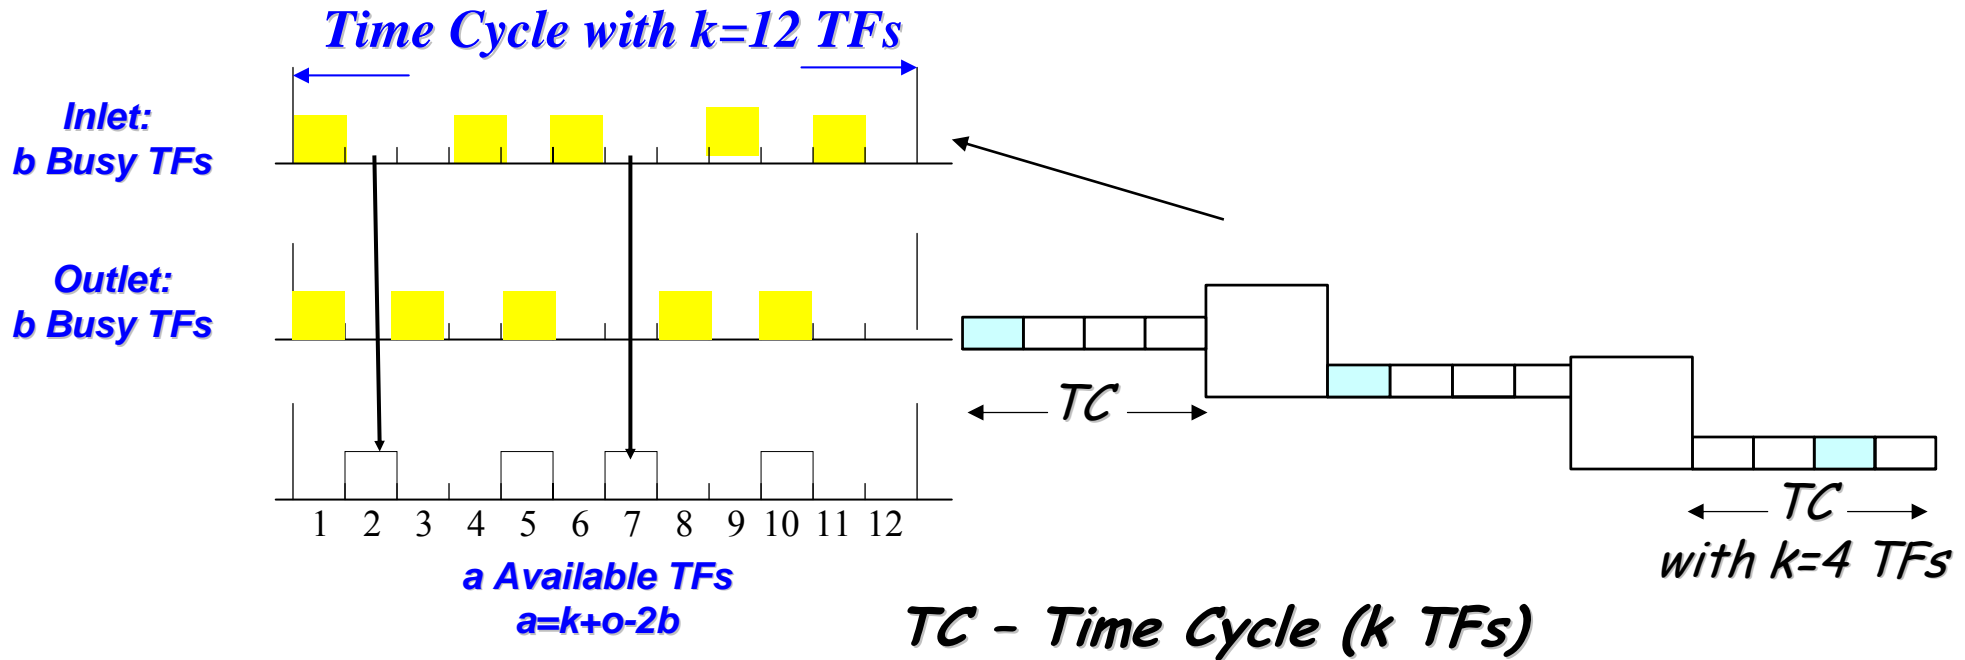 Time Cycle with k=12 TFs
Inlet:
b Busy TFs
Outlet:
b Busy TFs
TC
1 2 3 4 5 6 7 8 9 10 11 12
a Available TFs
a=k+o-2b
TC
with k=4 TFs
TC - Time Cycle (k TFs)